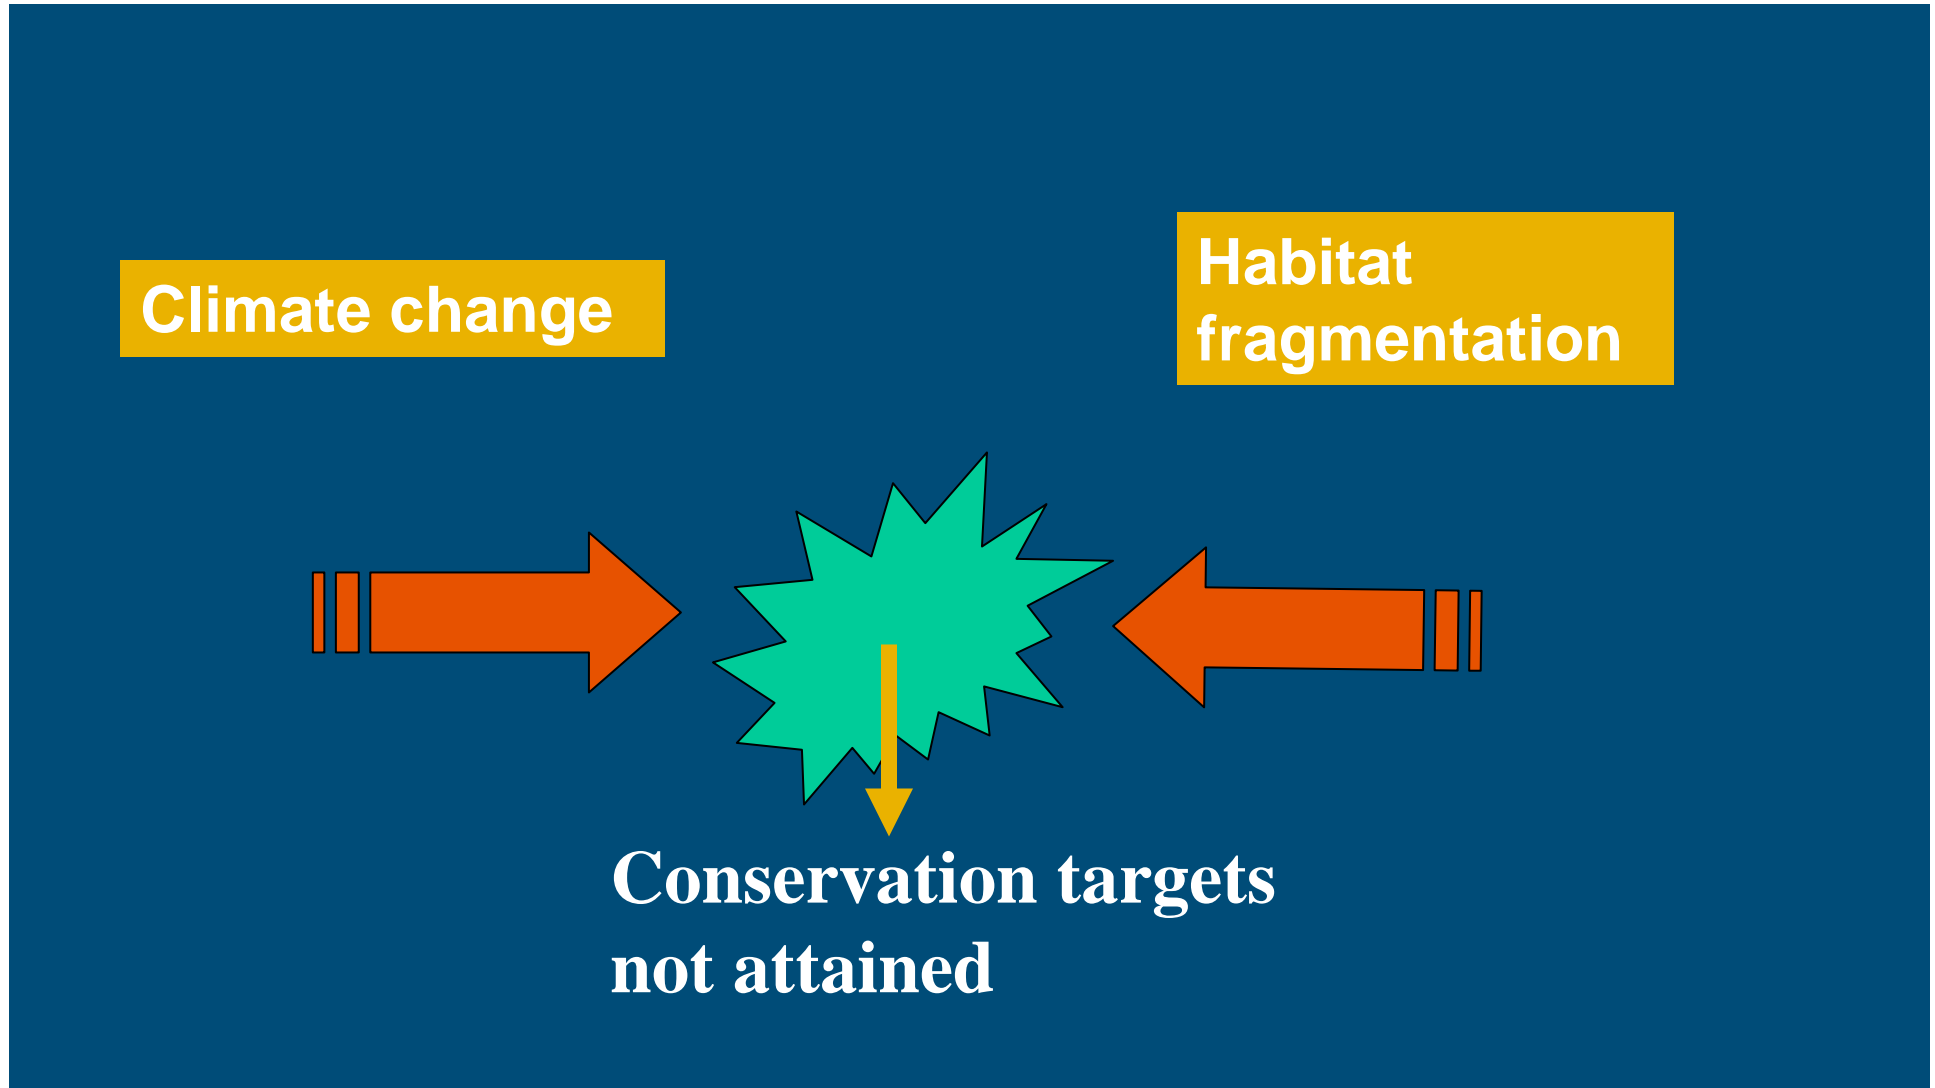 Climate change
Habitat
fragmentation
Conservation targets
not attained